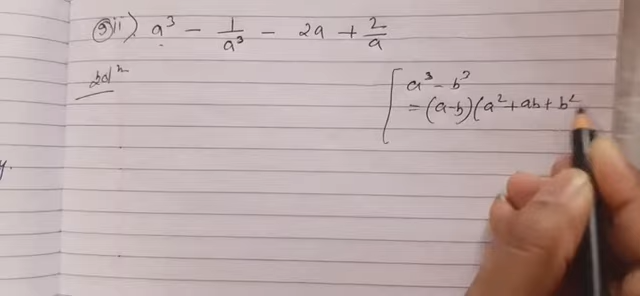 9ii) a³ - 1/a³ - 2a + 2/a
Solⁿ
a³ - b³
= (a-b)(a²+ab+b²
y.